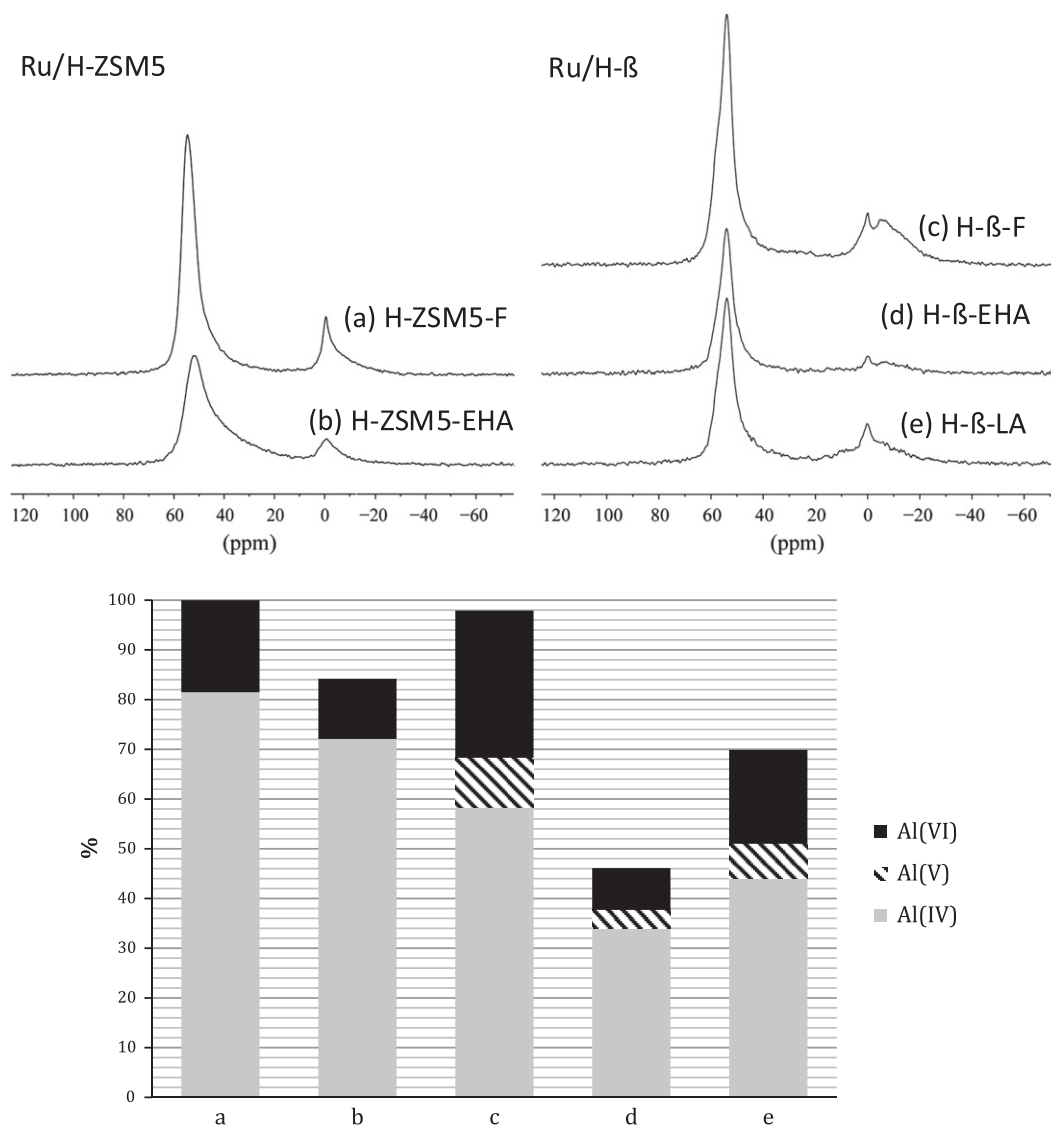 Ru/H-ZSM5
Ru/H-ß
(a) H-ZSM5-F
(b) H-ZSM5-EHA
120 100 80 60 40 20 0 −20 −40 −60
(ppm)
(c) H-ß-F
(d) H-ß-EHA
(e) H-ß-LA
120 100 80 60 40 20 0 −20 −40 −60
(ppm)
100
90
80
70
60
50
40
30
20
10
0
%
a b c d e
Al(VI)
Al(V)
Al(IV)